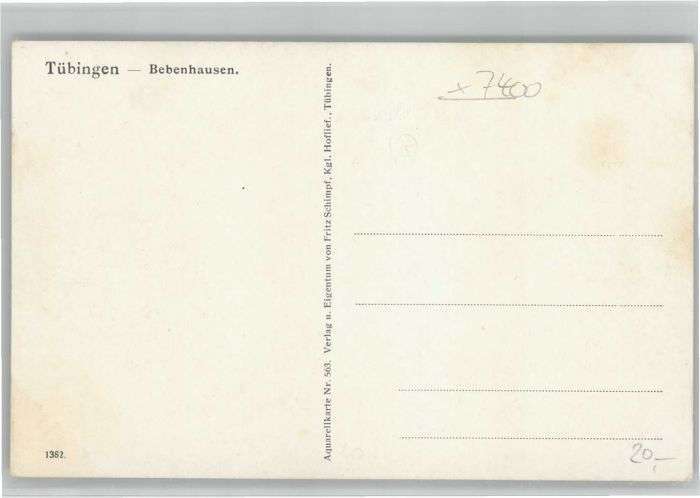 Tübingen — Bebenhausen.
1382.
Aquarellkarte Nr. 563. Verlag u. Eigentum von Fritz Schimpf, Kgl. Hoflief., Tübingen.
x 7400
20,-